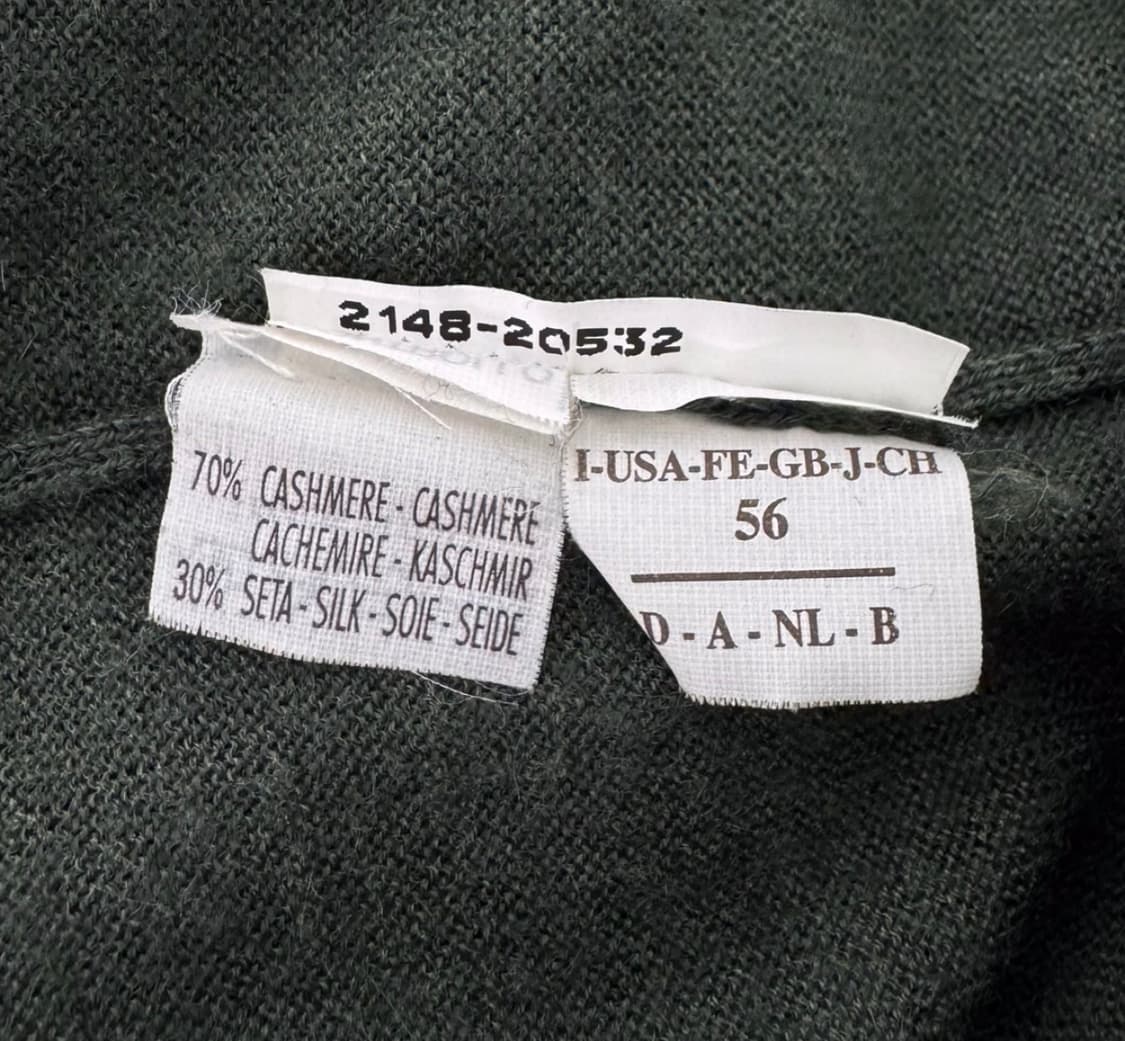 2148-20532
70% CASHMERE - CASHMERE
CACHEMIRE - KASCHMIR
30% SETA - SILK - SOIE - SEIDE
I-USA-FE-GB-J-CH
56
D - A - NL - B